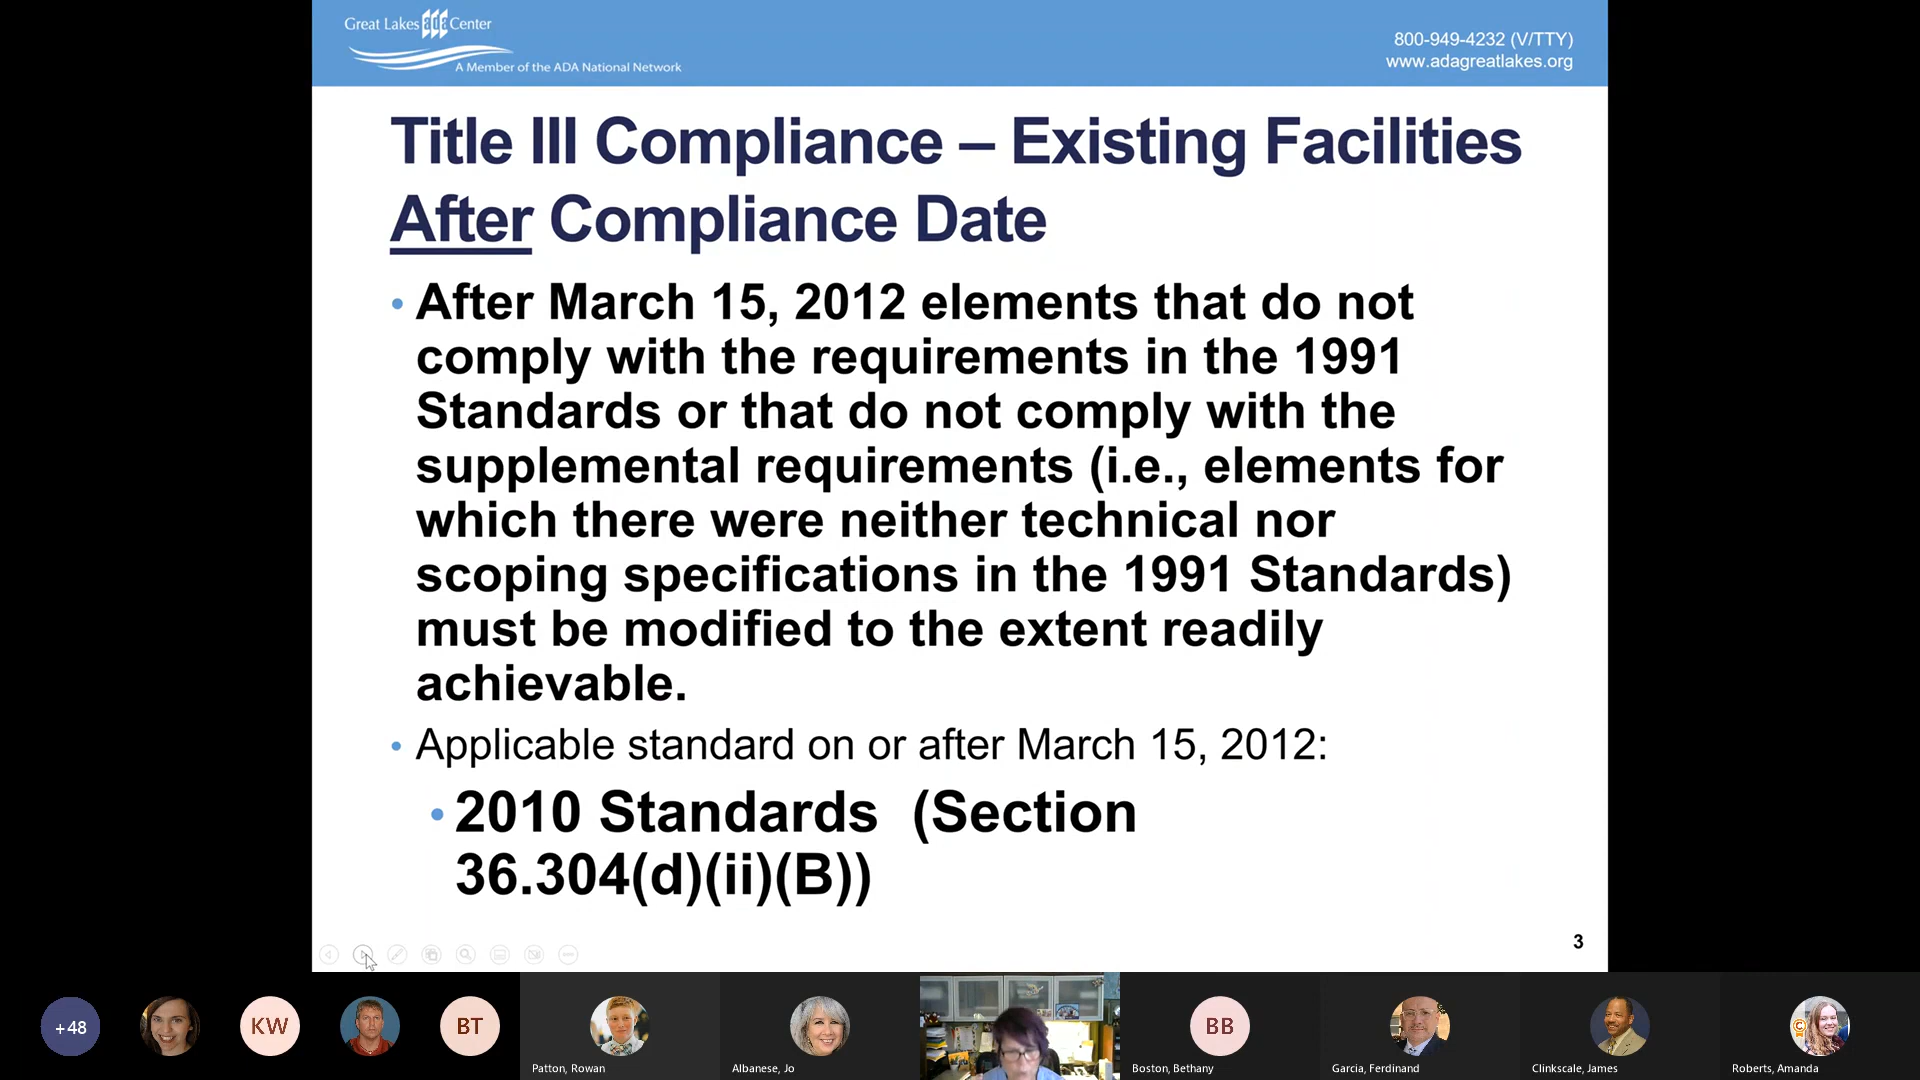 Great Lakes ada Center
A Member of the ADA National Network
800-949-4232 (V/TTY)
www.adagreatlakes.org
Title III Compliance – Existing Facilities
After Compliance Date
• After March 15, 2012 elements that do not
comply with the requirements in the 1991
Standards or that do not comply with the
supplemental requirements (i.e., elements for
which there were neither technical nor
scoping specifications in the 1991 Standards)
must be modified to the extent readily
achievable.
• Applicable standard on or after March 15, 2012:
• 2010 Standards (Section
36.304(d)(ii)(B))
3
+48
KW
BT
Patton, Rowan
Albanese, Jo
BB
Boston, Bethany
Garcia, Ferdinand
Clinkscale, James
Roberts, Amanda